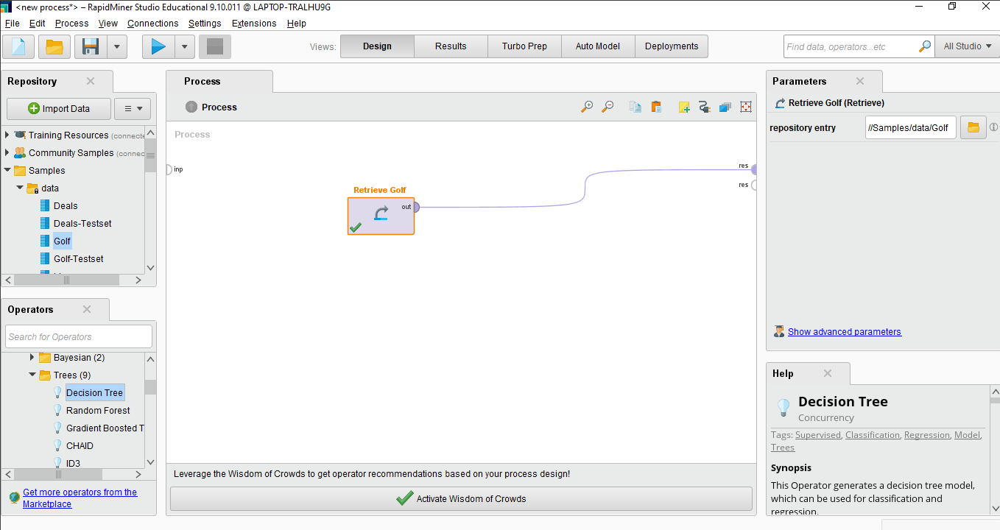 <new process*> – RapidMiner Studio Educational 9.10.011 @ LAPTOP-TRALHU9G
File Edit Process View Connections Settings Extensions Help
Views: Design Results Turbo Prep Auto Model Deployments Find data, operators...etc All Studio
Repository
Import Data
Training Resources (connecte
Community Samples (connec
Samples
data
Deals
Deals-Testset
Golf
Golf-Testset
Operators
Search for Operators
Bayesian (2)
Trees (9)
Decision Tree
Random Forest
Gradient Boosted T
CHAID
ID3
Get more operators from the
Marketplace
Process
Process
Process
inp
Retrieve Golf
out
res
res
Leverage the Wisdom of Crowds to get operator recommendations based on your process design!
Activate Wisdom of Crowds
Parameters
Retrieve Golf (Retrieve)
repository entry //Samples/data/Golf
Show advanced parameters
Help
Decision Tree
Concurrency
Tags: Supervised, Classification, Regression, Model,
Trees
Synopsis
This Operator generates a decision tree model,
which can be used for classification and
regression.